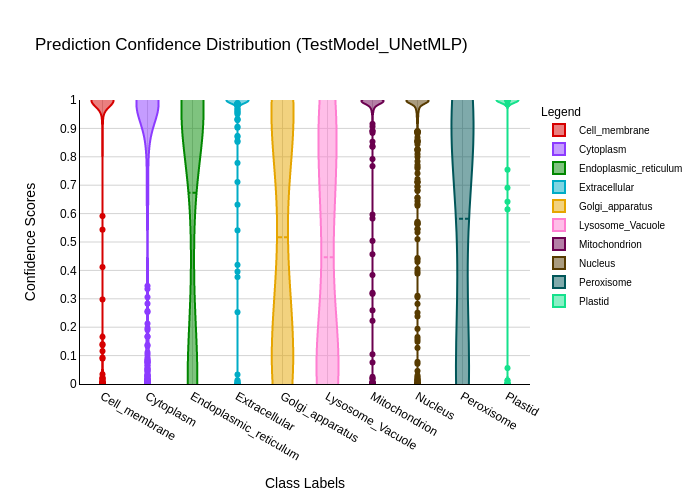 Prediction Confidence Distribution (TestModel_UNetMLP)
Confidence Scores
1
0.9
0.8
0.7
0.6
0.5
0.4
0.3
0.2
0.1
0
Cell_membrane
Cytoplasm
Endoplasmic_reticulum
Extracellular
Golgi_apparatus
Lysosome_Vacuole
Mitochondrion
Nucleus
Peroxisome
Plastid
Class Labels
Legend
Cell_membrane
Cytoplasm
Endoplasmic_reticulum
Extracellular
Golgi_apparatus
Lysosome_Vacuole
Mitochondrion
Nucleus
Peroxisome
Plastid